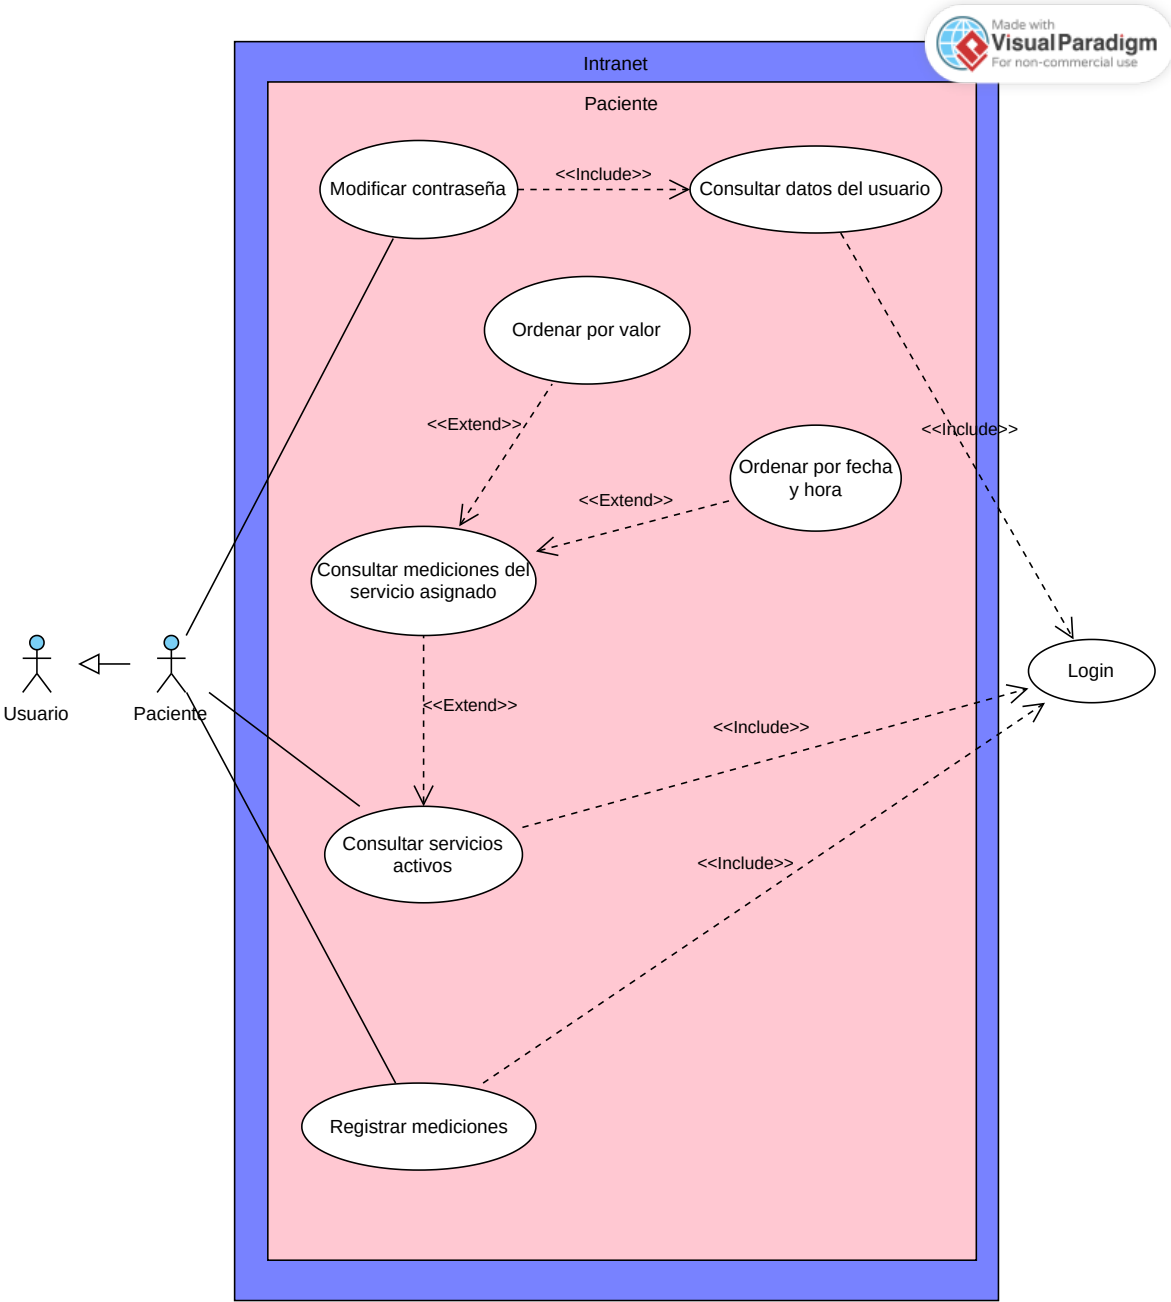 Made with
Visual Paradigm
For non-commercial use
Intranet
Paciente
Modificar contraseña
<<Include>>
Consultar datos del usuario
Ordenar por valor
<<Extend>>
<<Include>>
Ordenar por fecha
y hora
<<Extend>>
Consultar mediciones del
servicio asignado
Usuario
Paciente
Login
<<Extend>>
<<Include>>
Consultar servicios
activos
<<Include>>
Registrar mediciones